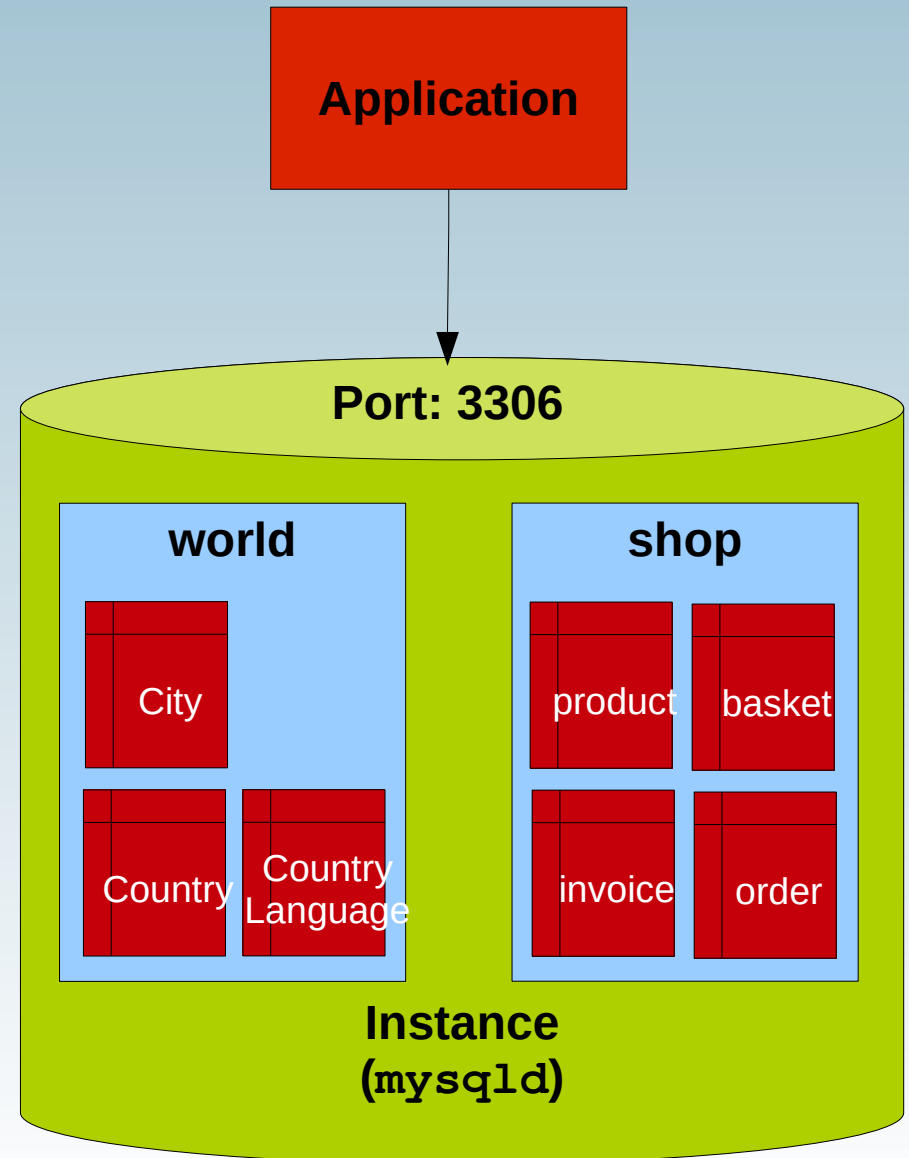 Application
Port: 3306
world
City
Country
Country
Language
shop
product
basket
invoice
order
Instance
(mysqld)